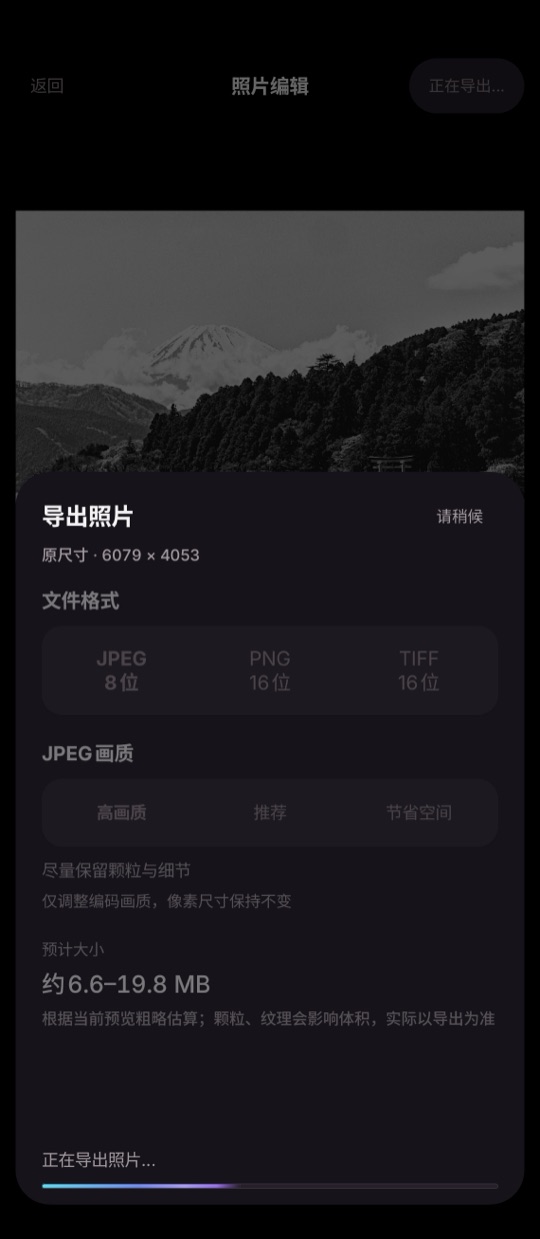 返回
照片编辑
正在导出...
导出照片
请稍候
原尺寸 · 6079 × 4053
文件格式
JPEG
8位
PNG
16位
TIFF
16位
JPEG画质
高画质
推荐
节省空间
尽量保留颗粒与细节
仅调整编码画质，像素尺寸保持不变
预计大小
约6.6–19.8 MB
根据当前预览粗略估算；颗粒、纹理会影响体积，实际以导出为准
正在导出照片...